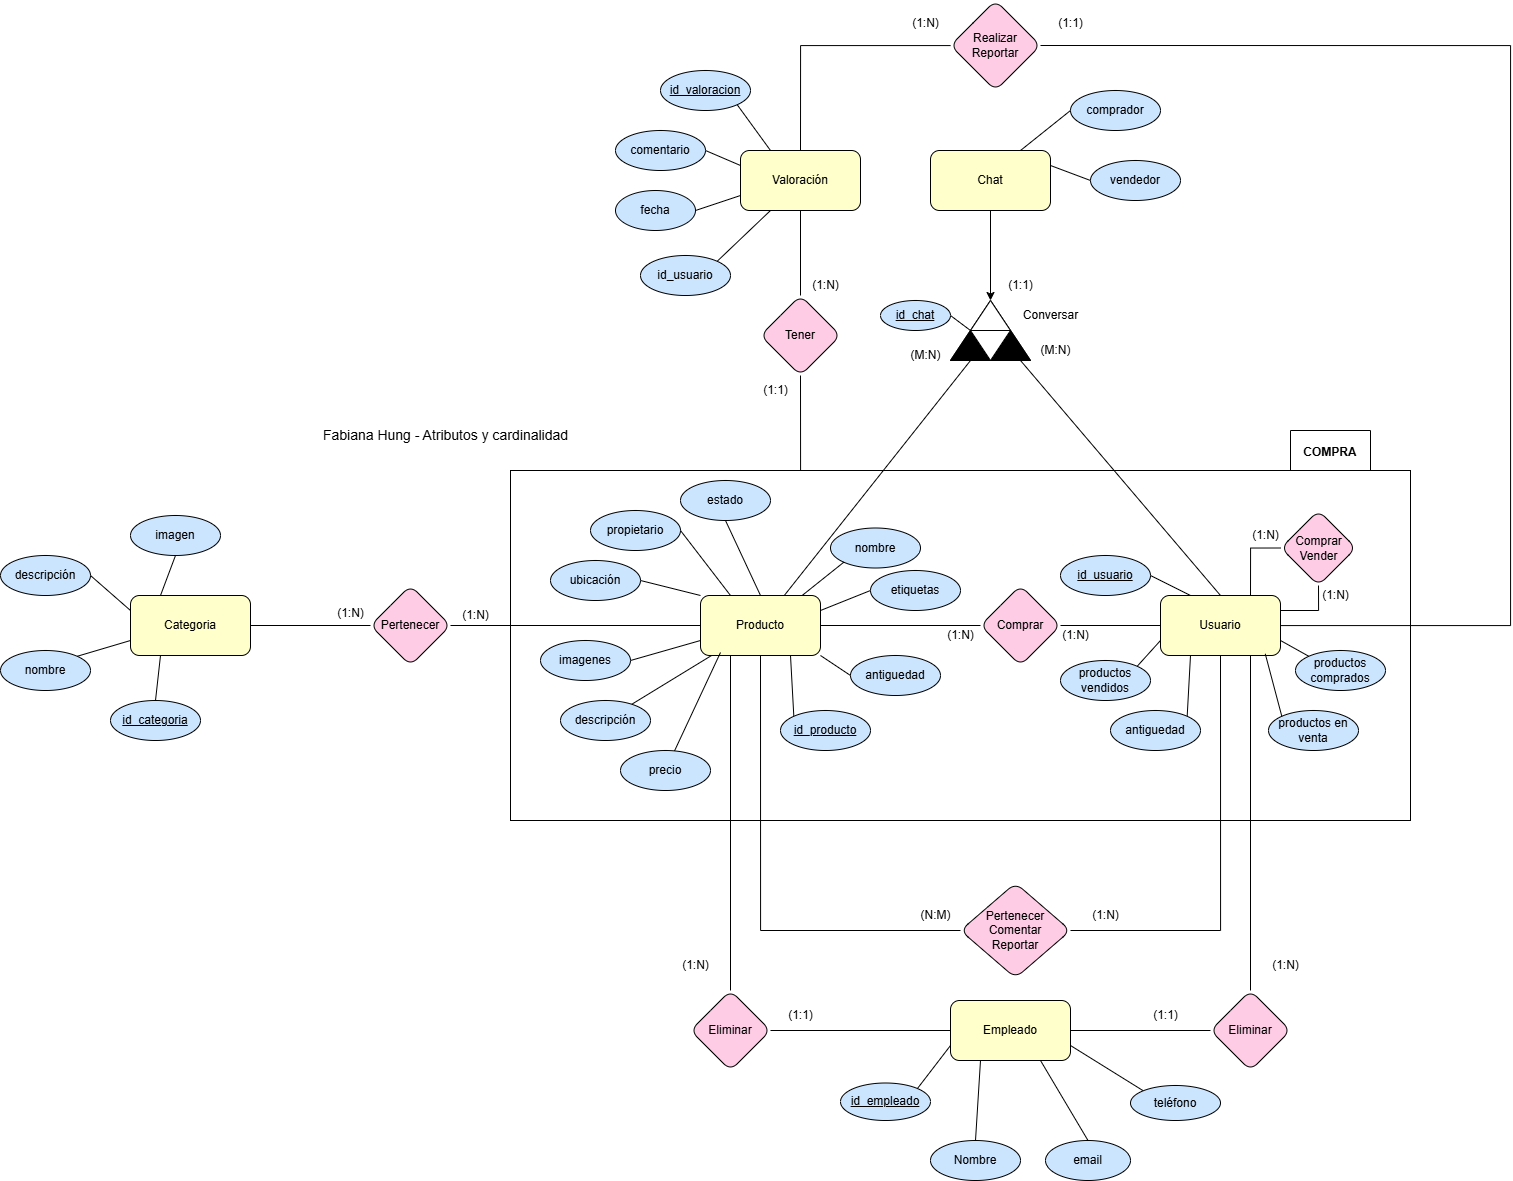 (1:N)
Realizar
Reportar
(1:1)
id_valoracion
comprador
comentario
Valoración
Chat
vendedor
fecha
id_usuario
(1:N)
(1:1)
id_chat
Conversar
Tener
(M:N)
(M:N)
(1:1)
Fabiana Hung - Atributos y cardinalidad
COMPRA
estado
propietario
imagen
nombre
(1:N)
Comprar
Vender
descripción
ubicación
etiquetas
id_usuario
(1:N)
Categoria
(1:N)
Pertenecer
(1:N)
Producto
(1:N)
Comprar
(1:N)
Usuario
nombre
imagenes
antiguedad
productos
vendidos
productos
comprados
id_categoria
descripción
id_producto
antiguedad
productos en
venta
precio
(N:M)
Pertenecer
Comentar
Reportar
(1:N)
(1:N)
(1:N)
Eliminar
(1:1)
Empleado
(1:1)
Eliminar
id_empleado
teléfono
Nombre
email